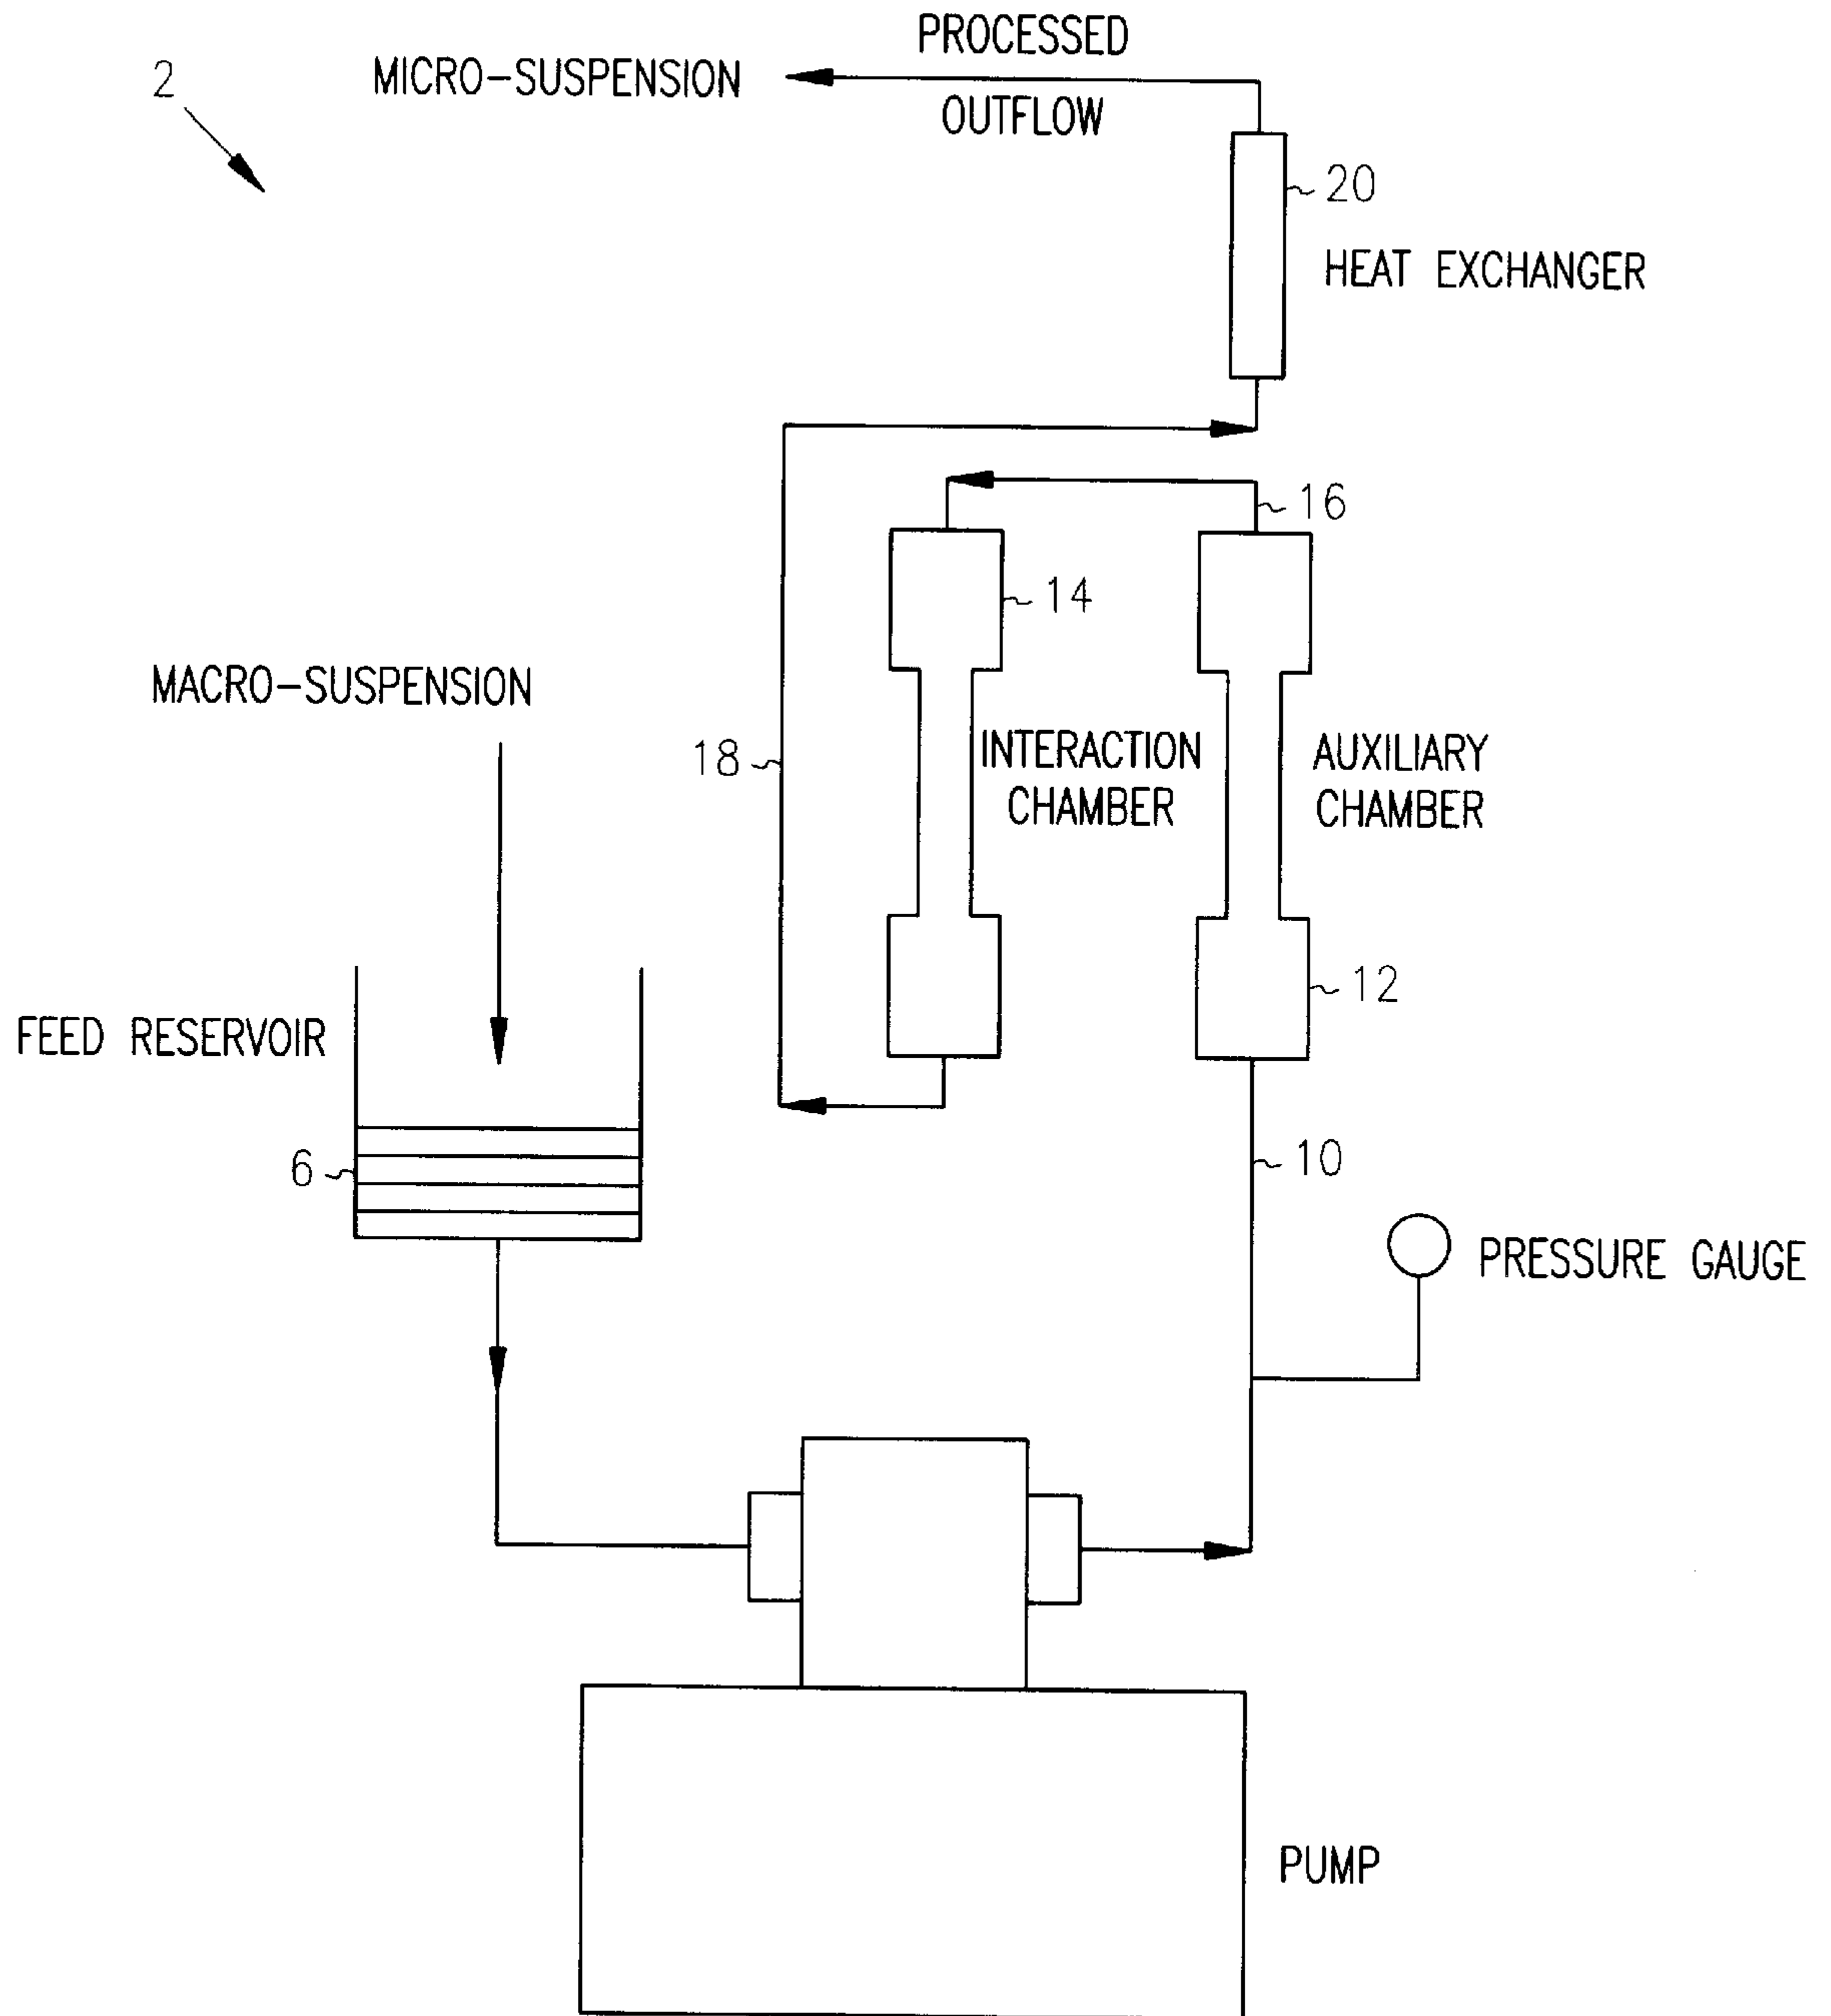 PROCESSED
2
MICRO-SUSPENSION
OUTFLOW
20
HEAT EXCHANGER
16
14
MACRO-SUSPENSION
18
INTERACTION
CHAMBER
AUXILIARY
CHAMBER
12
FEED RESERVOIR
6
10
PRESSURE GAUGE
PUMP